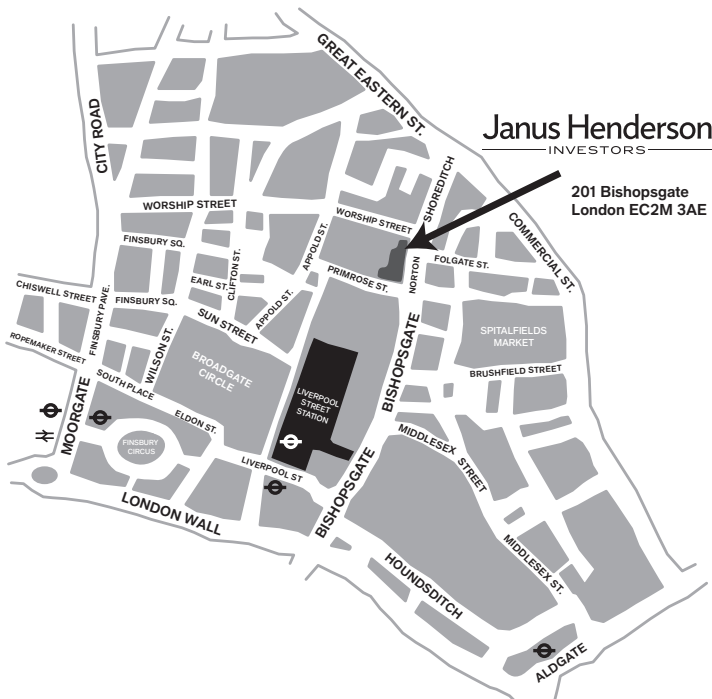 GREAT EASTERN ST.
Janus Henderson
INVESTORS
201 Bishopsgate
London EC2M 3AE
CITY ROAD
SHOREDITCH
WORSHIP STREET
WORSHIP STREET
COMMERCIAL ST.
FINSBURY SQ.
APPOLD ST.
CLIFTON ST.
FOLGATE ST.
NORTON
PRIMROSE ST.
EARL ST.
CHISWELL STREET
FINSBURY PAVE.
FINSBURY SQ.
APPOLD ST.
SUN STREET
SPITALFIELDS
MARKET
ROPEMAKER STREET
WILSON ST.
BISHOPSGATE
BROADGATE
CIRCLE
BRUSHFIELD STREET
SOUTH PLACE
LIVERPOOL
STREET
STATION
MOORGATE
ELDON ST.
MIDDLESEX STREET
FINSBURY
CIRCUS
LIVERPOOL ST
BISHOPSGATE
LONDON WALL
MIDDLESEX ST.
HOUNDSDITCH
ALDGATE